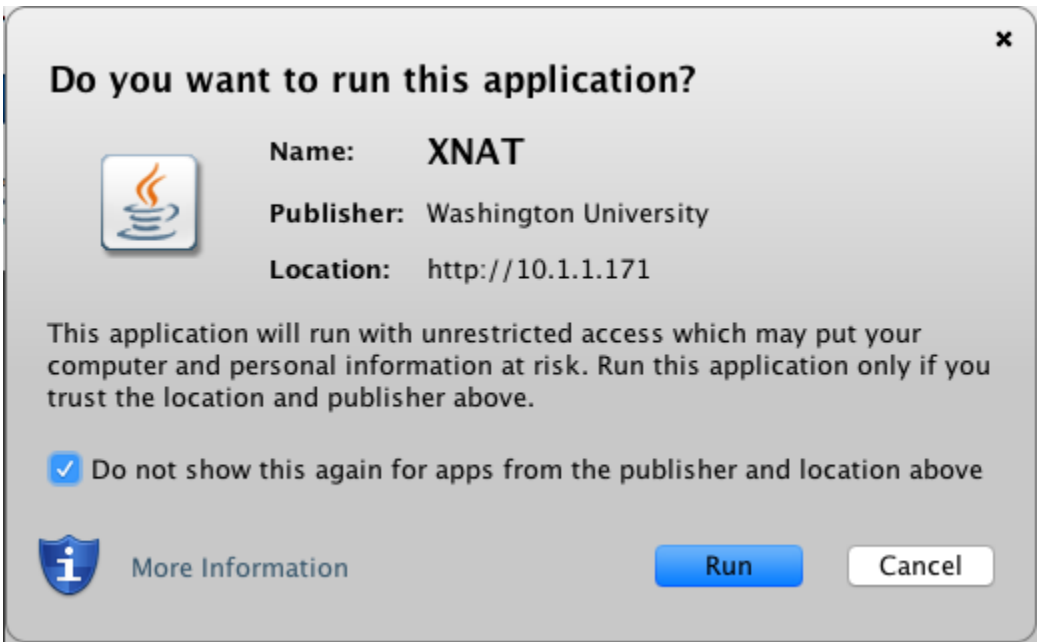 Do you want to run this application?
Name: XNAT
Publisher: Washington University
Location: http://10.1.1.171
This application will run with unrestricted access which may put your
computer and personal information at risk. Run this application only if you
trust the location and publisher above.
Do not show this again for apps from the publisher and location above
More Information
Run
Cancel